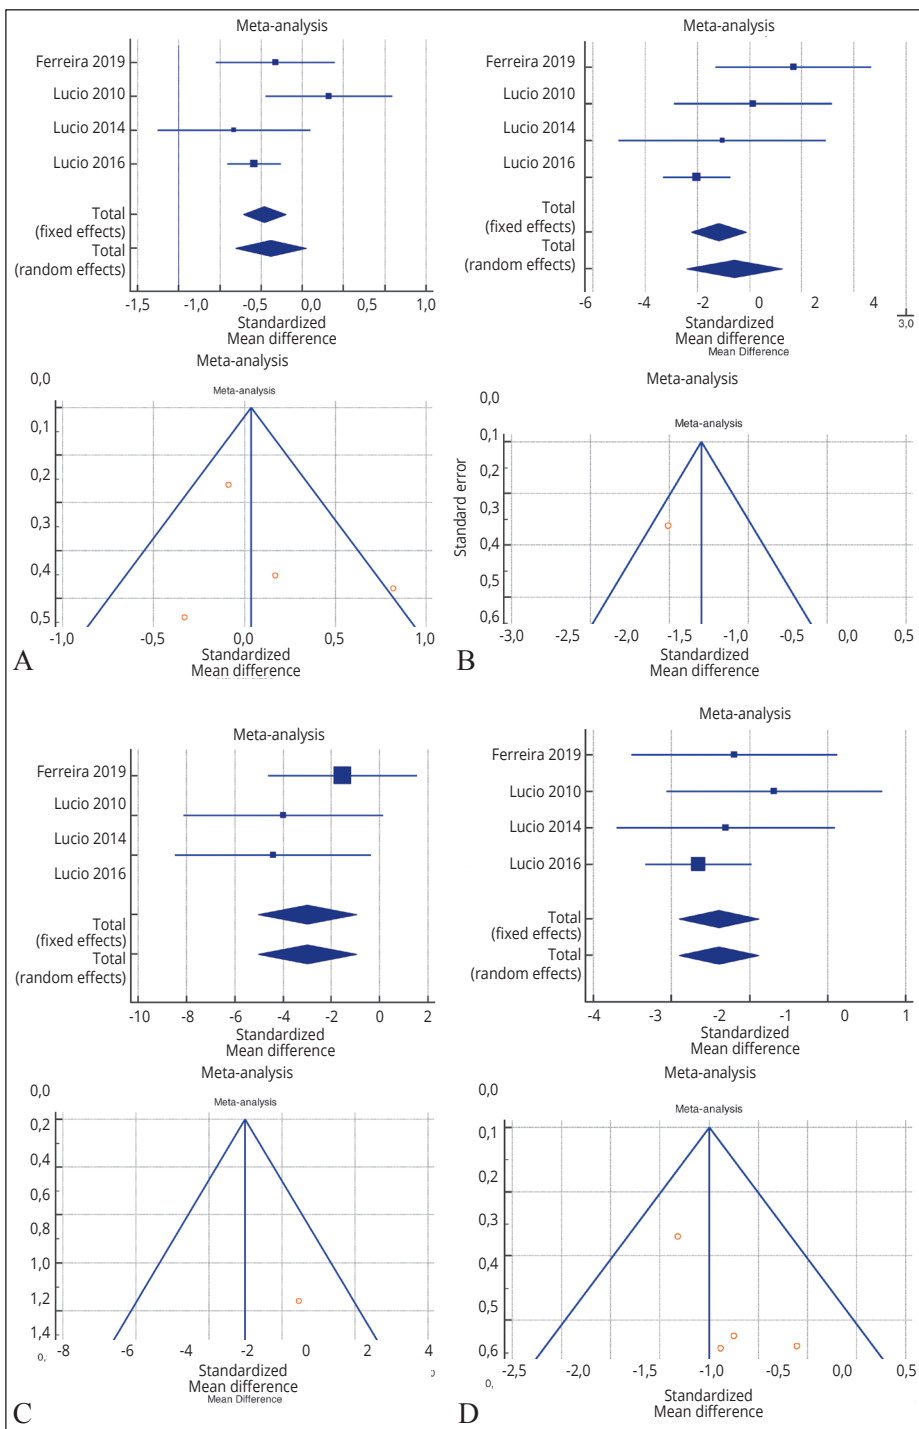 Meta-analysis
Ferreira 2019
Lucio 2010
Lucio 2014
Lucio 2016
Total
(fixed effects)
Total
(random effects)
-1,5 -1,0 -0,5 0,0 0,5 1,0
Standardized
Mean difference
Meta-analysis
0,0
Meta-analysis
0,1
0,2
0,3
0,4
0,5
-1,0 -0,5 0,0 0,5 1,0
Standardized
Mean difference
A
Meta-analysis
Ferreira 2019
Lucio 2010
Lucio 2014
Lucio 2016
Total
(fixed effects)
Total
(random effects)
-6 -4 -2 0 2 4
3,0
Standardized
Mean difference
Mean Difference
Meta-analysis
0,0
Meta-analysis
Standard error
0,1
0,2
0,3
0,4
0,5
0,6
-3,0 -2,5 -2,0 -1,5 -1,0 -0,5 0,0 0,5
Standardized
Mean difference
B
Meta-analysis
Ferreira 2019
Lucio 2010
Lucio 2014
Lucio 2016
Total
(fixed effects)
Total
(random effects)
-10 -8 -6 -4 -2 0 2
Standardized
Mean difference
Meta-analysis
0,0
Meta-analysis
0,2
0,4
0,6
0,8
1,0
1,2
1,4
-8 -6 -4 -2 0 2 4
Standardized
Mean difference
Mean Difference
C
Meta-analysis
Ferreira 2019
Lucio 2010
Lucio 2014
Lucio 2016
Total
(fixed effects)
Total
(random effects)
-4 -3 -2 -1 0 1
Standardized
Mean difference
Meta-analysis
0,0
Meta-analysis
0,1
0,2
0,3
0,4
0,5
0,6
0,
-2,5 -2,0 -1,5 -1,0 -0,5 0,0 0,5
Standardized
Mean difference
D